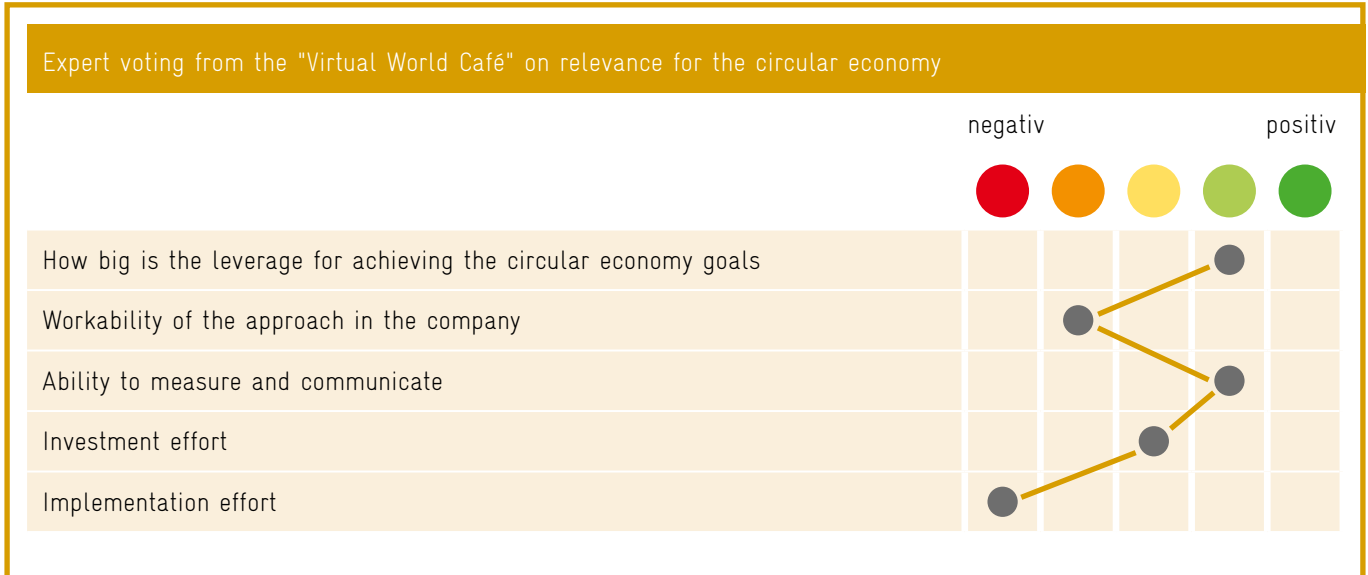 Expert voting from the "Virtual World Café" on relevance for the circular economy
negativ positiv
How big is the leverage for achieving the circular economy goals
Workability of the approach in the company
Ability to measure and communicate
Investment effort
Implementation effort